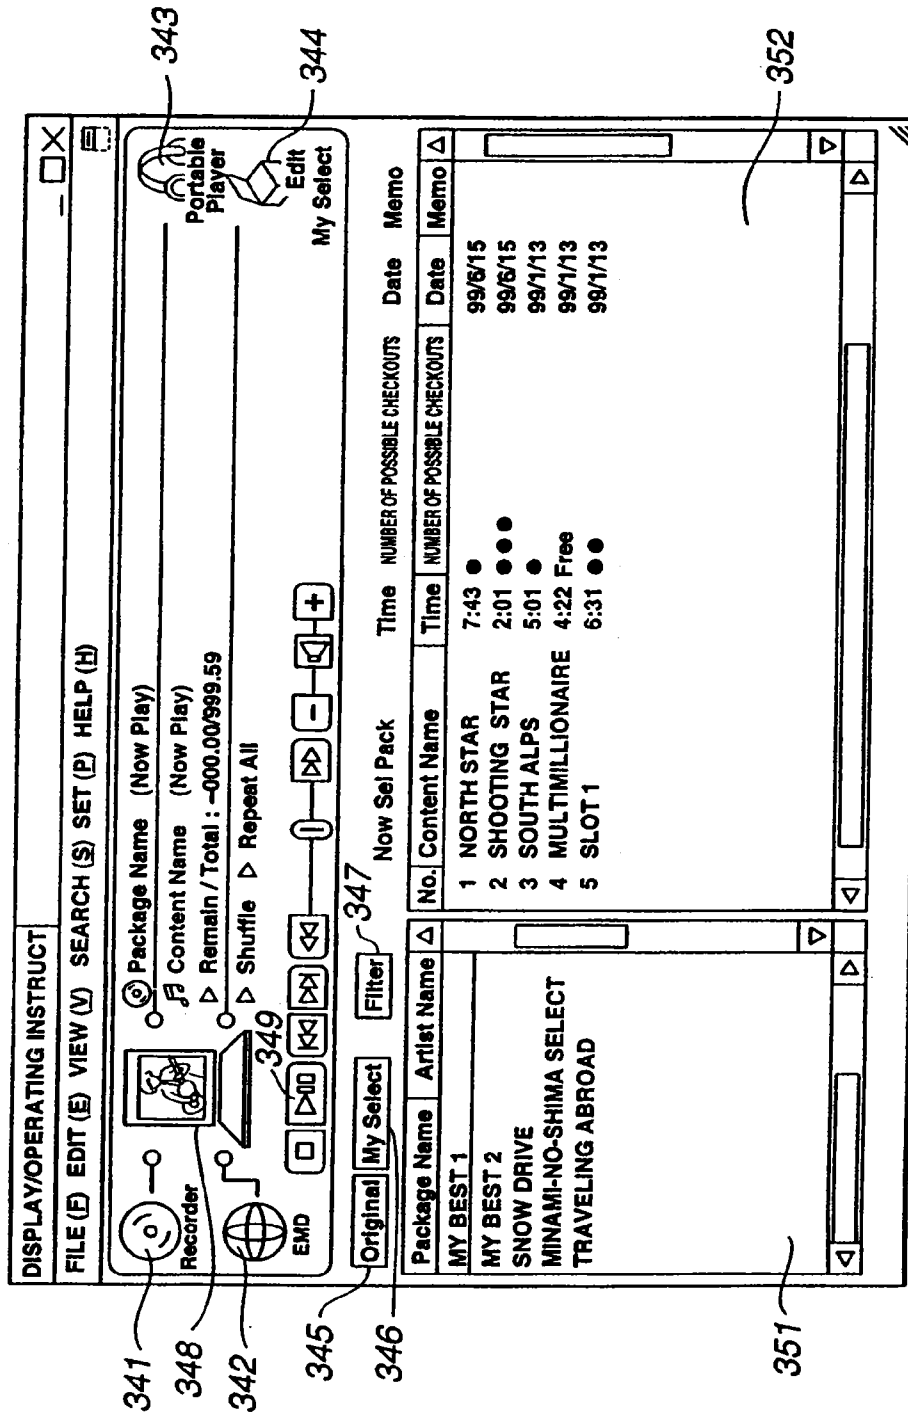 DISPLAY/OPERATING INSTRUCT
FILE (F) EDIT (E) VIEW (V) SEARCH (S) SET (P) HELP (H)
341
Recorder
348
342
EMD
Package Name (Now Play)
Content Name (Now Play)
▷ Remain / Total : -000.00/999.59
▷ Shuffle ▷ Repeat All
343
Portable
Player
344
Edit
My Select
349
345
Original
My Select
346
Filter
347
Now Sel Pack Time NUMBER OF POSSIBLE CHECKOUTS Date Memo
Package Name Artist Name
MY BEST 1
MY BEST 2
SNOW DRIVE
MINAMI-NO-SHIMA SELECT
TRAVELING ABROAD
351
No. Content Name Time NUMBER OF POSSIBLE CHECKOUTS Date Memo
1 NORTH STAR 7:43 ● 99/6/15
2 SHOOTING STAR 2:01 ●●● 99/6/15
3 SOUTH ALPS 5:01 ● 99/1/13
4 MULTIMILLIONAIRE 4:22 Free 99/1/13
5 SLOT 1 6:31 ●● 99/1/13
352